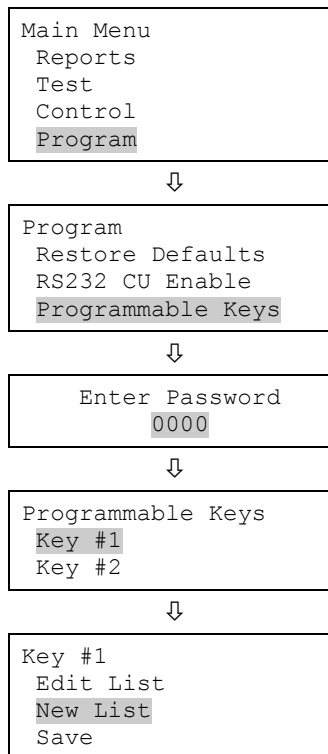 Main Menu
Reports
Test
Control
Program
⇩
Program
Restore Defaults
RS232 CU Enable
Programmable Keys
⇩
Enter Password
0000
⇩
Programmable Keys
Key #1
Key #2
⇩
Key #1
Edit List
New List
Save